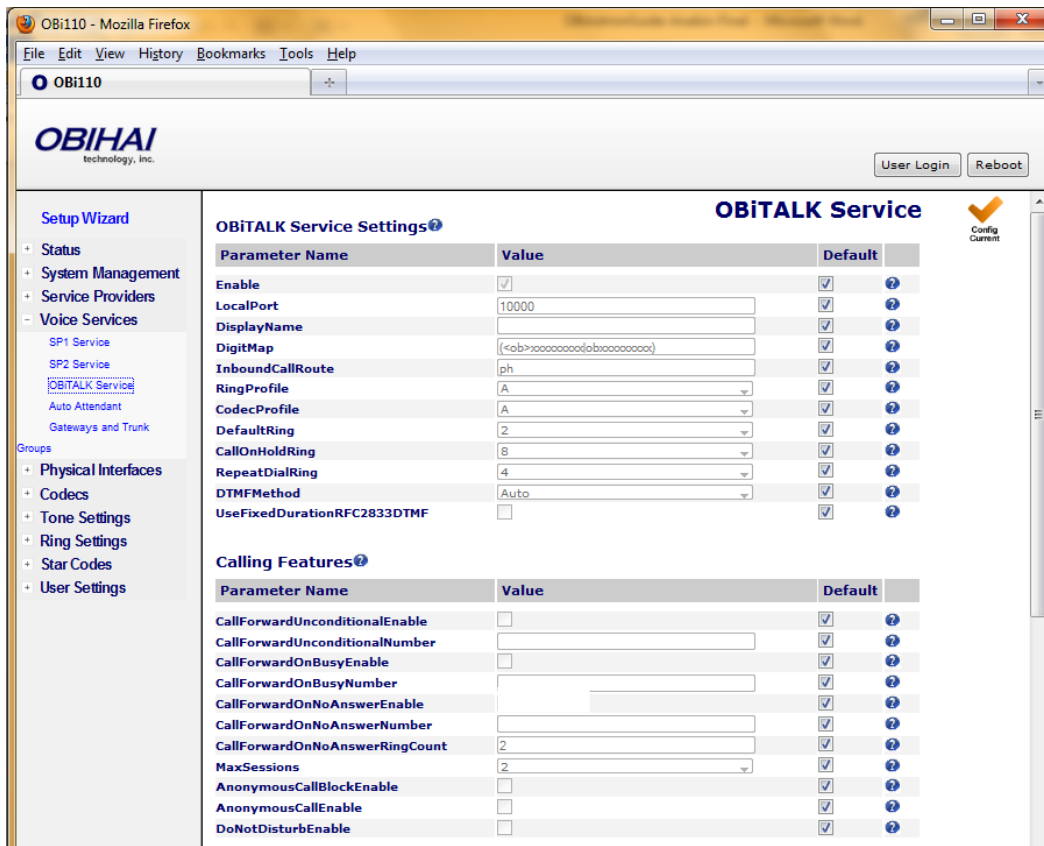 OBi110 - Mozilla Firefox
File Edit View History Bookmarks Tools Help
OBi110
OBIHAI
technology, inc.
User Login Reboot
Setup Wizard
Status
System Management
Service Providers
Voice Services
SP1 Service
SP2 Service
OBiTALK Service
Auto Attendant
Gateways and Trunk
Groups
Physical Interfaces
Codecs
Tone Settings
Ring Settings
Star Codes
User Settings
OBiTALK Service
Config
Current
OBiTALK Service Settings
Parameter Name Value Default
Enable
LocalPort 10000
DisplayName
DigitMap
InboundCallRoute ph
RingProfile A
CodecProfile A
DefaultRing 2
CallOnHoldRing 8
RepeatDialRing 4
DTMFMethod Auto
UseFixedDurationRFC2833DTMF
Calling Features
Parameter Name Value Default
CallForwardUnconditionalEnable
CallForwardUnconditionalNumber
CallForwardOnBusyEnable
CallForwardOnBusyNumber
CallForwardOnNoAnswerEnable
CallForwardOnNoAnswerNumber
CallForwardOnNoAnswerRingCount 2
MaxSessions 2
AnonymousCallBlockEnable
AnonymousCallEnable
DoNotDisturbEnable